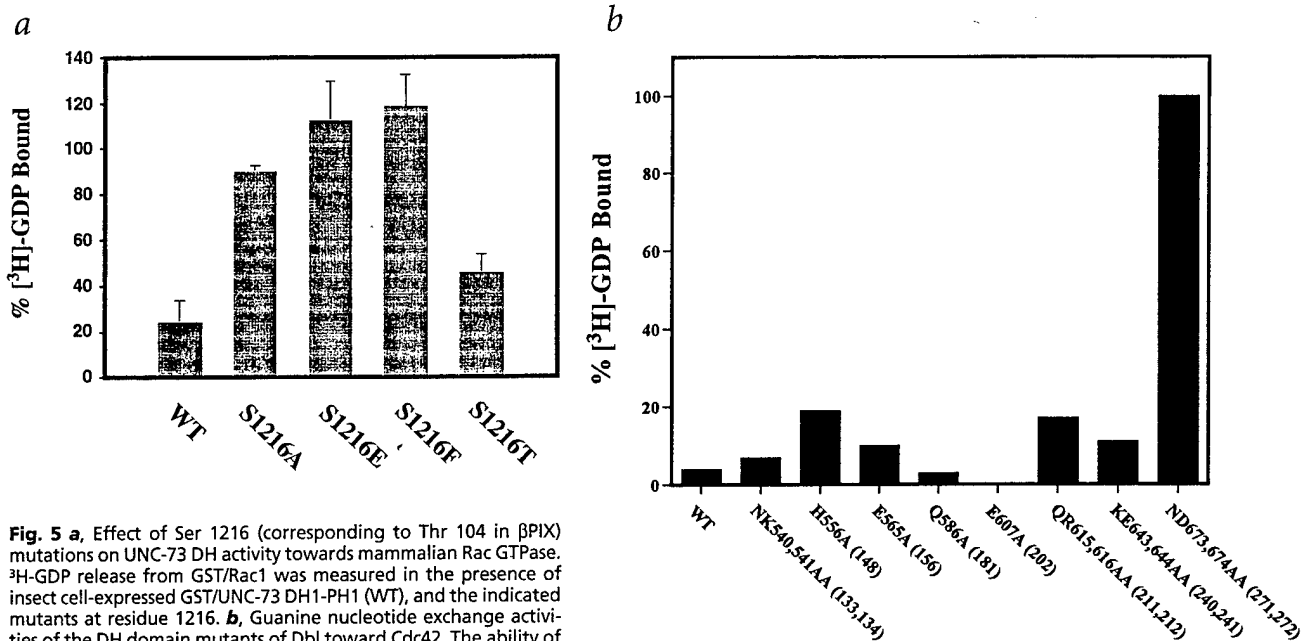 a
140
120
100
80
60
40
20
0
% [³H]-GDP Bound
WT
S1216A
S1216E
S1216F
S1216T
b
100
80
60
40
20
0
% [³H]-GDP Bound
WT
NK540,541AA (133,134)
H556A (148)
E565A (156)
Q586A (181)
E607A (202)
QR615,616AA (211,212)
KE643,644AA (240,241)
ND673,674AA (271,272)
Fig. 5 a, Effect of Ser 1216 (corresponding to Thr 104 in βPIX)
mutations on UNC-73 DH activity towards mammalian Rac GTPase.
³H-GDP release from GST/Rac1 was measured in the presence of
insect cell-expressed GST/UNC-73 DH1-PH1 (WT), and the indicated
mutants at residue 1216. b, Guanine nucleotide exchange activi-
ties of the DH domain mutants of Dbl toward Cdc42. The ability of